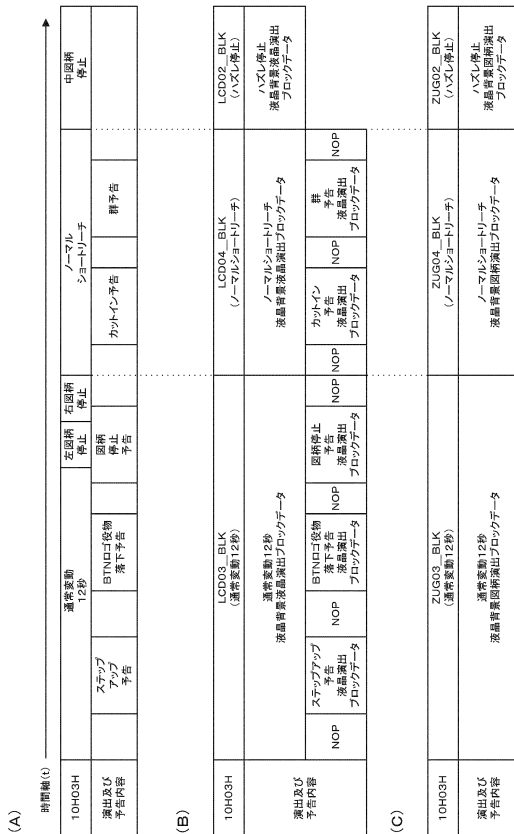 (A)
時間軸(t)
10H03H
通常変動
12秒
左図柄
停止
右図柄
停止
ノーマル
ショートリーチ
中図柄
停止
演出及び
予告内容
ステップ
アップ
予告
BTNロゴ役物
落下予告
図柄
停止
予告
カットイン予告
群予告
(B)
10H03H
LCD03__BLK
(通常変動12秒)
LCD04__BLK
(ノーマルショートリーチ)
LCD02__BLK
(ハズレ停止)
演出及び
予告内容
通常変動12秒
液晶背景液晶演出ブロックデータ
ノーマルショートリーチ
液晶背景液晶演出ブロックデータ
ハズレ停止
液晶背景液晶演出
ブロックデータ
NOP
ステップアップ
予告
液晶演出
ブロックデータ
NOP
BTNロゴ役物
落下予告
液晶演出
ブロックデータ
NOP
図柄停止
予告
液晶演出
ブロックデータ
NOP
NOP
カットイン
予告
液晶演出
ブロックデータ
NOP
群
予告
液晶演出
ブロックデータ
NOP
(C)
10H03H
ZUG03__BLK
(通常変動12秒)
ZUG04__BLK
(ノーマルショートリーチ)
ZUG02__BLK
(ハズレ停止)
演出及び
予告内容
通常変動12秒
液晶背景図柄演出ブロックデータ
ノーマルショートリーチ
液晶背景図柄演出ブロックデータ
ハズレ停止
液晶背景図柄演出
ブロックデータ